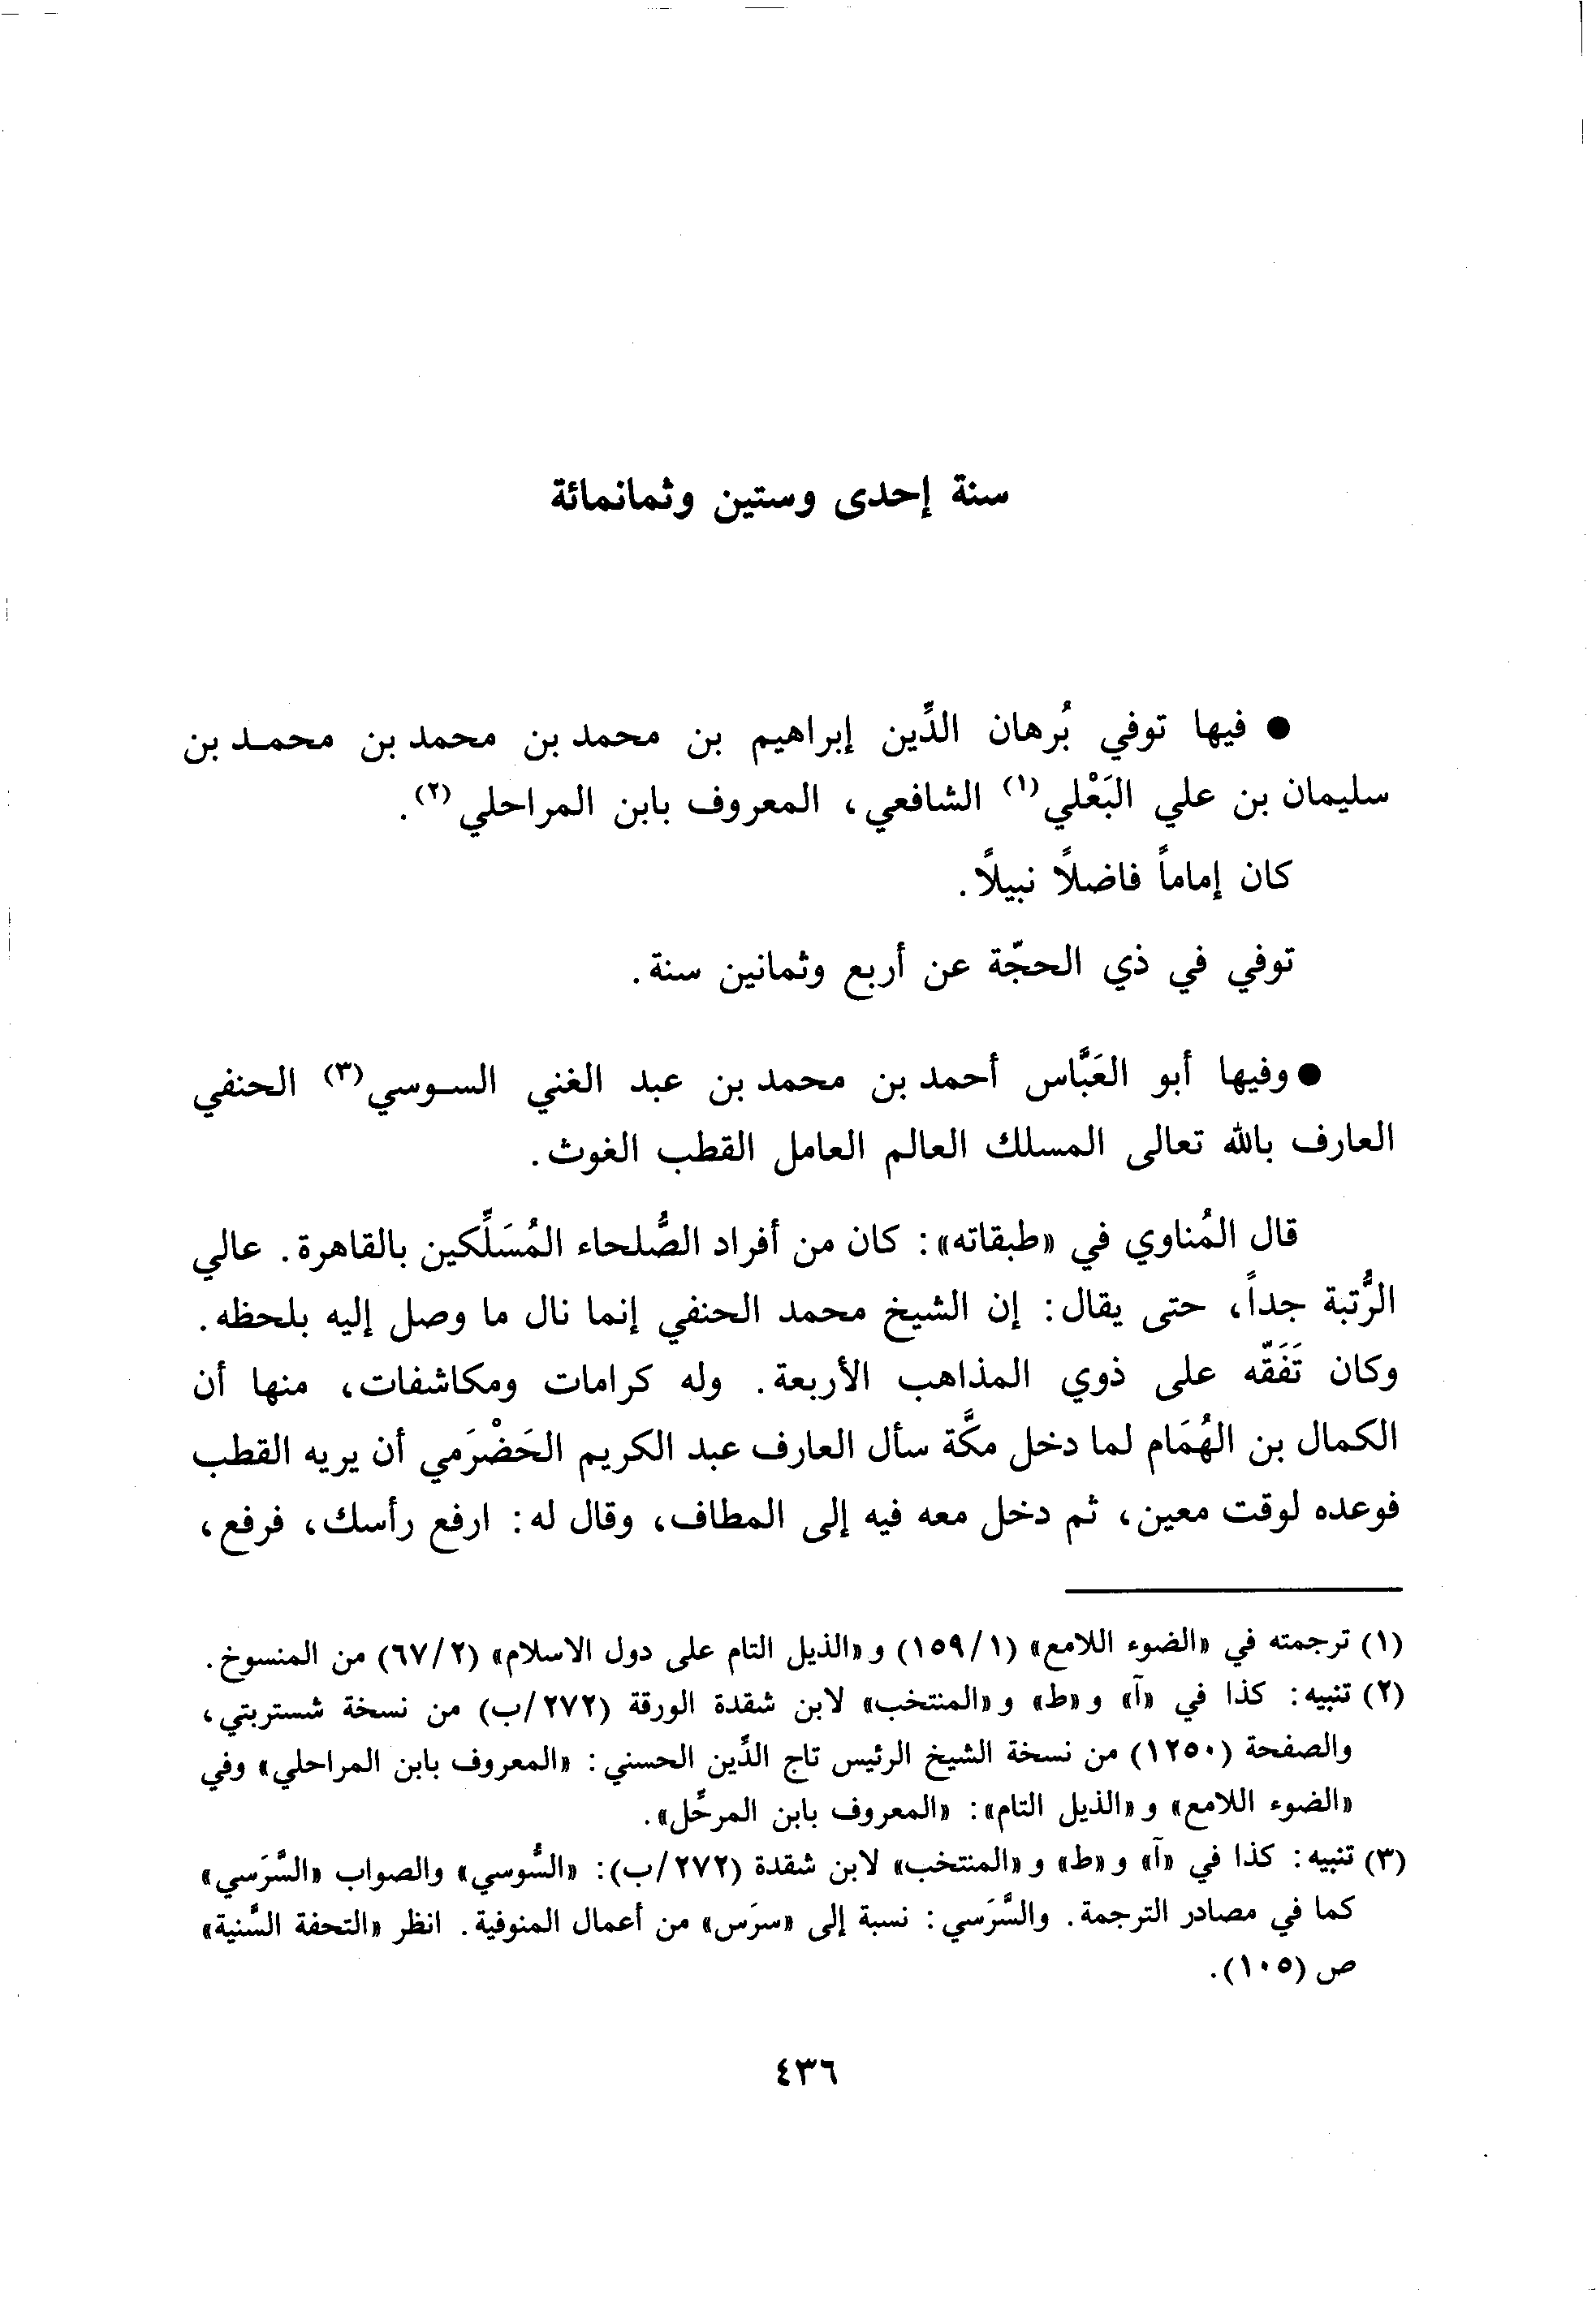 سنة إحدى وستين وثمانمائة
● فيها توفي بُرهان الدِّين إبراهيم بن محمد بن محمد بن محمـد بن
سليمان بن علي البَعْلي(١) الشافعي، المعروف بابن المراحلي(٢).
كان إماماً فاضلاً نبيلاً.
توفي في ذي الحجّة عن أربع وثمانين سنة.
● وفيها أبو العَبَّاس أحمد بن محمد بن عبد الغني السـوسي(٣) الحنفي
العارف بالله تعالى المسلك العالم العامل القطب الغوث.
قال المُناوي في «طبقاته»: كان من أفراد الصُّلحاء المُسَلِّكين بالقاهرة. عالي
الرُّتبة جداً، حتى يقال: إن الشيخ محمد الحنفي إنما نال ما وصل إليه بلحظه.
وكان تَفَقّه على ذوي المذاهب الأربعة. وله كرامات ومكاشفات، منها أن
الكمال بن الهُمَام لما دخل مكَّة سأل العارف عبد الكريم الحَضْرَمي أن يريه القطب
فوعده لوقت معين، ثم دخل معه فيه إلى المطاف، وقال له: ارفع رأسك، فرفع،
(١) ترجمته في «الضوء اللامع» (١/١٥٩) و«الذيل التام على دول الاسلام» (٢/٦٧) من المنسوخ.
(٢) تنبيه: كذا في «آ» و«ط» و«المنتخب» لابن شقدة الورقة (٢٧٢/ب) من نسخة شستربتي،
والصفحة (١٢٥٠) من نسخة الشيخ الرئيس تاج الدِّين الحسني: «المعروف بابن المراحلي» وفي
«الضوء اللامع» و«الذيل التام»: «المعروف بابن المرحِّل».
(٣) تنبيه: كذا في «آ» و«ط» و«المنتخب» لابن شقدة (٢٧٢/ب): «السُّوسي» والصواب «السَّرَسي»
كما في مصادر الترجمة. والسَّرَسي: نسبة إلى «سرَس» من أعمال المنوفية. انظر «التحفة السَّنية»
ص (١٠٥).
٤٣٦